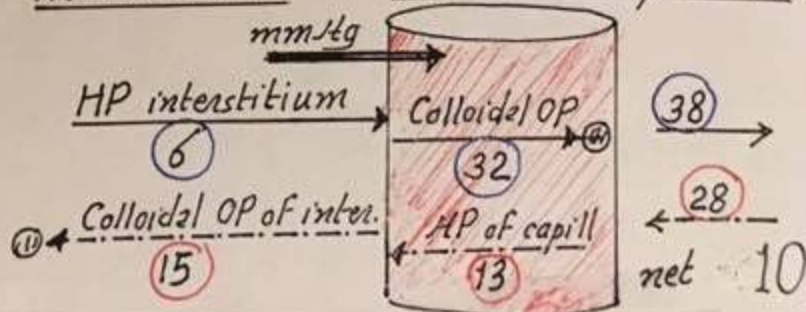 mmHg
HP interstitium
Colloidal OP
38
6
32
Colloidal OP of inter.
HP of capill
28
15
13
net 10